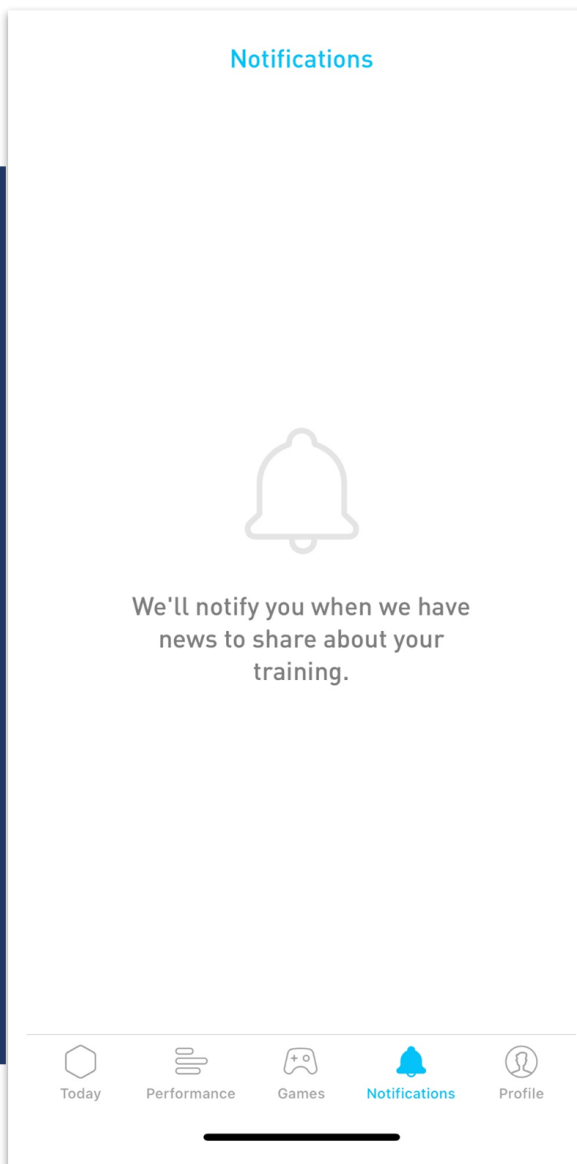 Notifications
We'll notify you when we have
news to share about your
training.
Today Performance Games Notifications Profile